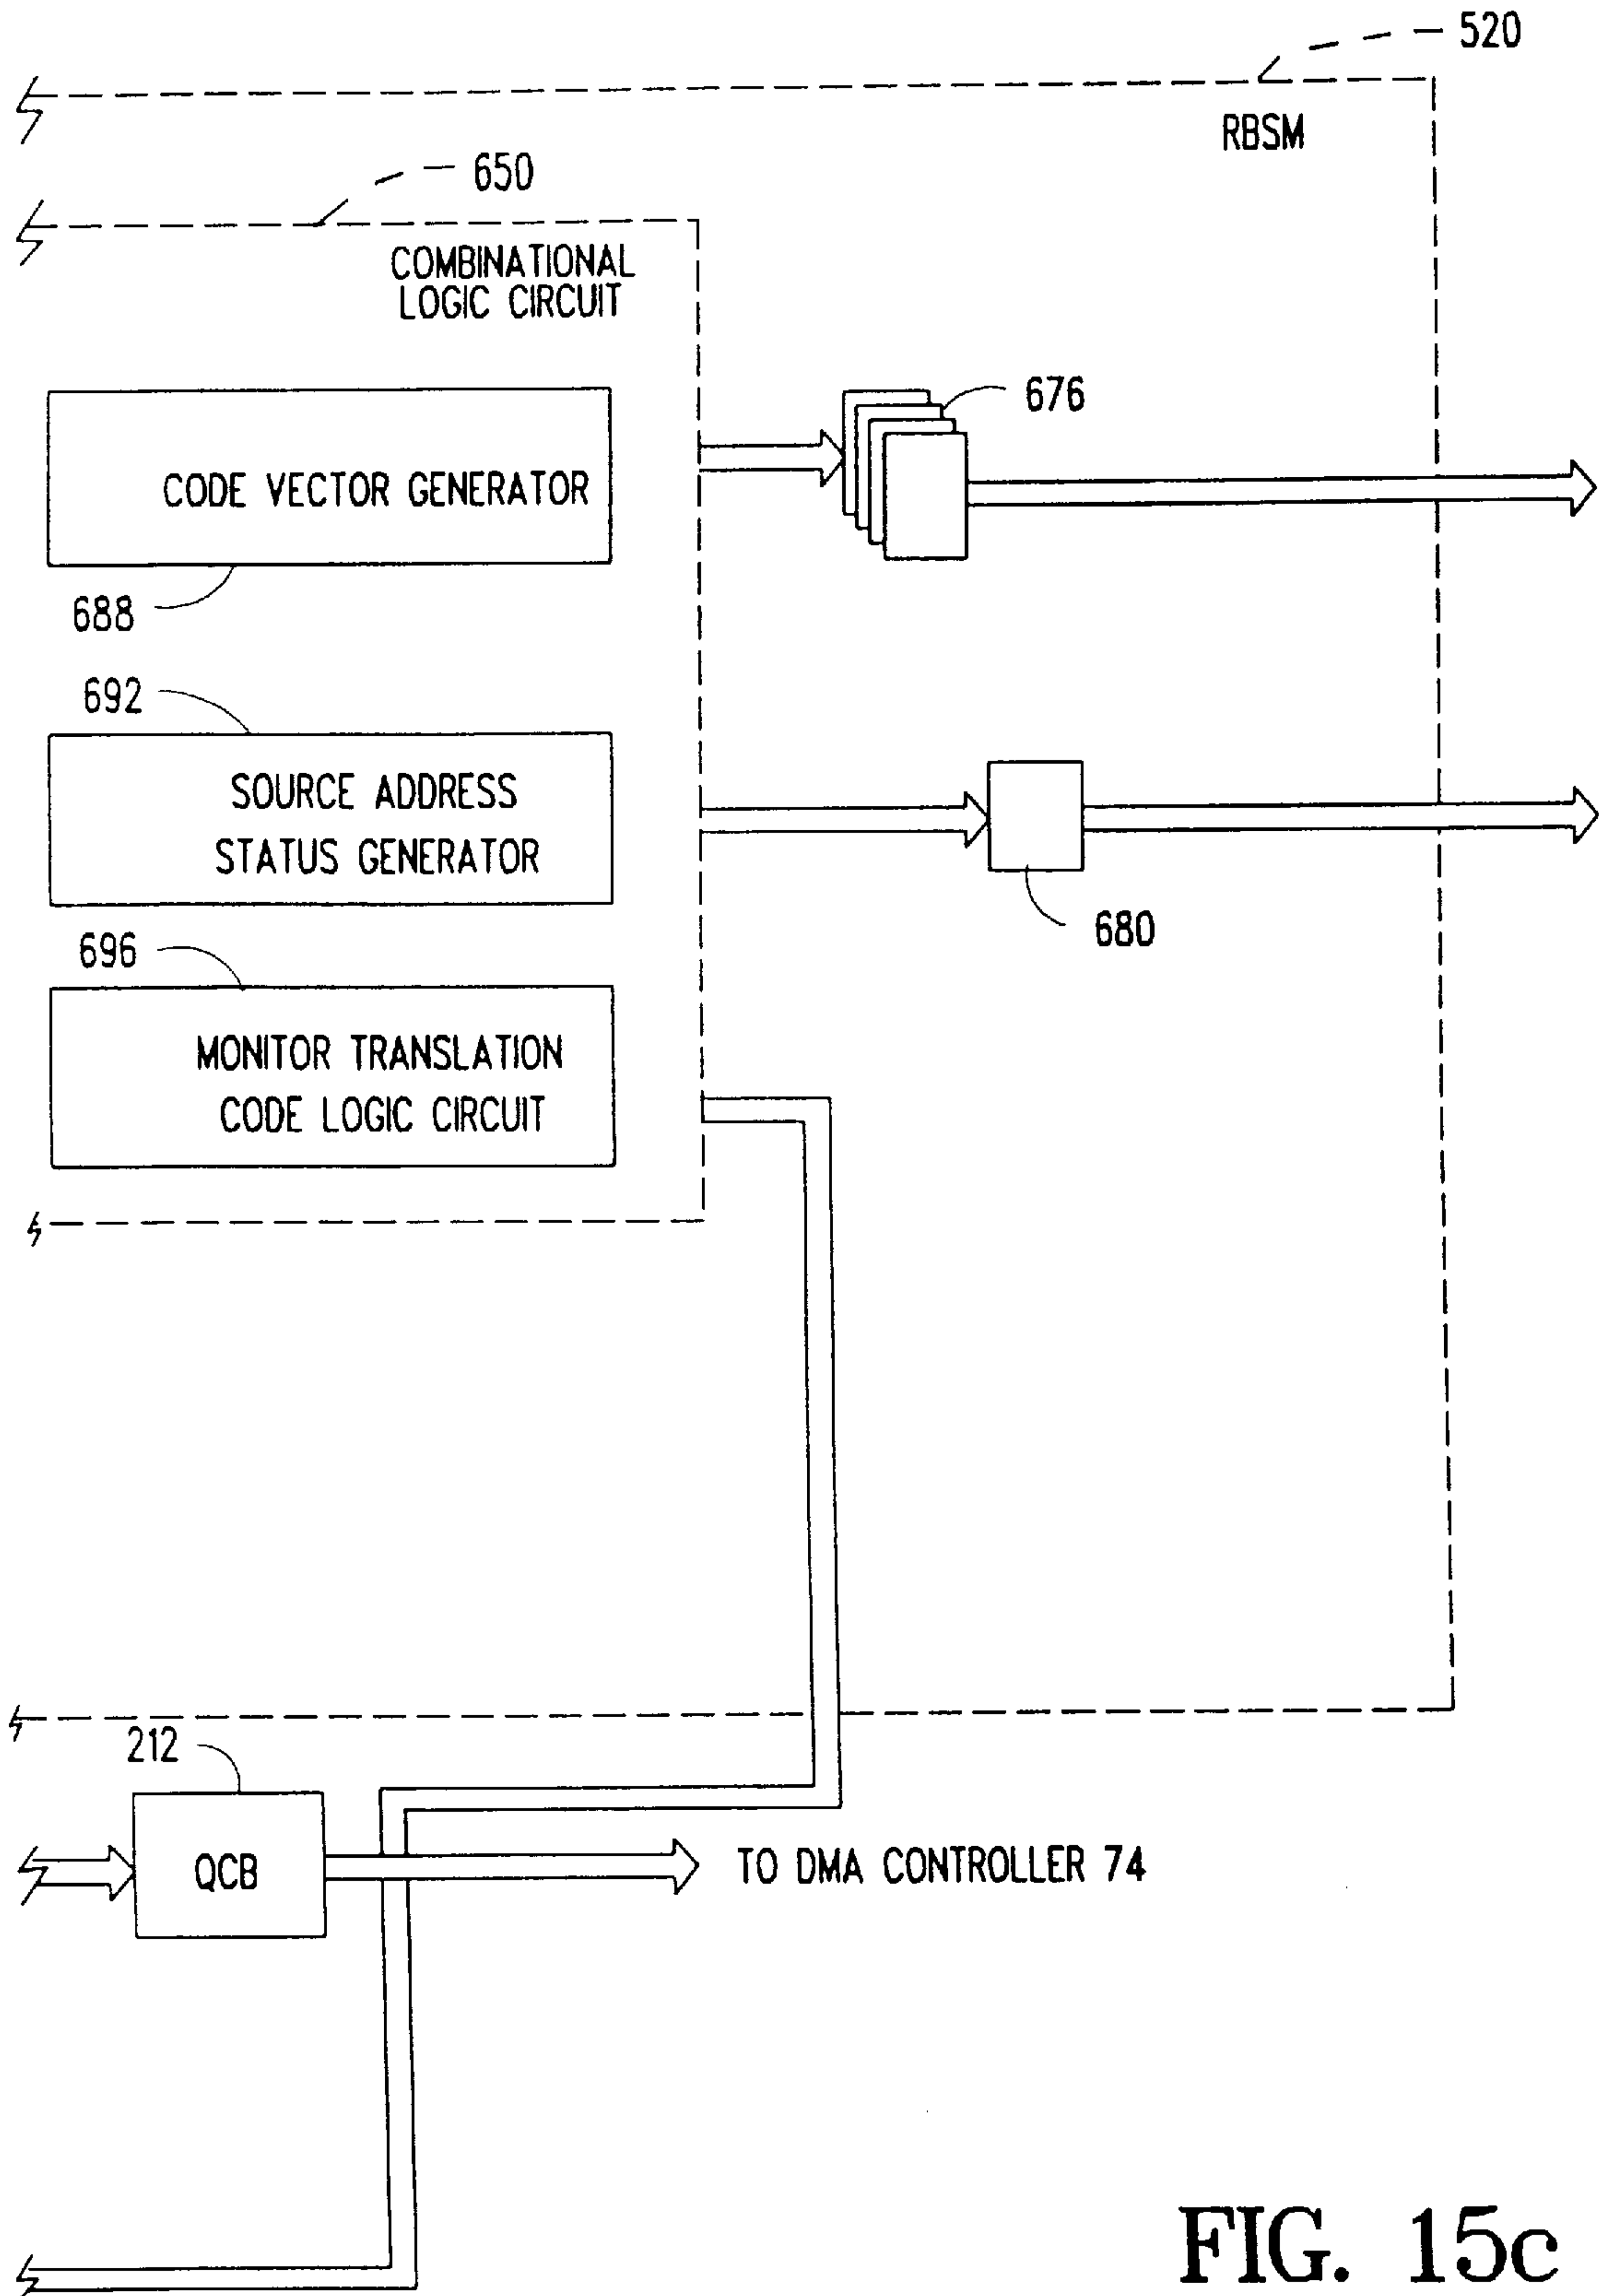 520
RBSM
650
COMBINATIONAL
LOGIC CIRCUIT
676
CODE VECTOR GENERATOR
688
692
SOURCE ADDRESS
STATUS GENERATOR
680
696
MONITOR TRANSLATION
CODE LOGIC CIRCUIT
212
QCB
TO DMA CONTROLLER 74
FIG. 15c